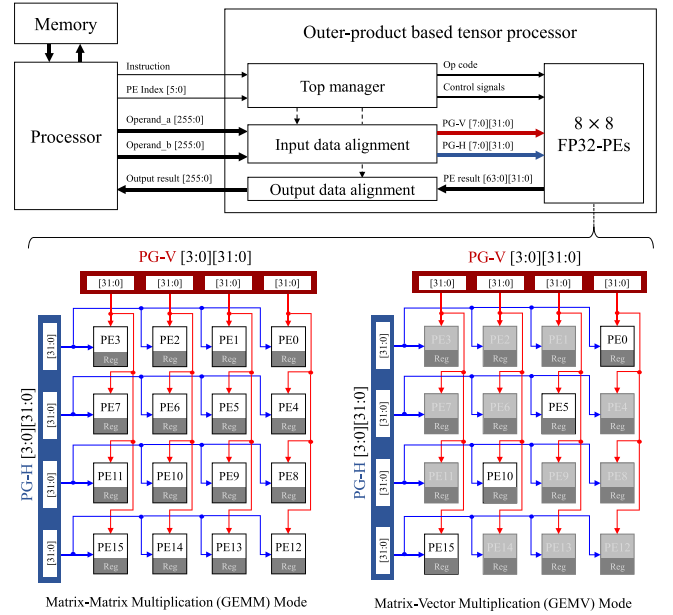 Memory
Outer-product based tensor processor
Instruction
Op code
PE Index [5:0]
Top manager
Control signals
Processor
8 × 8
FP32-PEs
Operand_a [255:0]
PG-V [7:0][31:0]
Input data alignment
Operand_b [255:0]
PG-H [7:0][31:0]
Output result [255:0]
Output data alignment
PE result [63:0][31:0]
PG-V [3:0][31:0]
[31:0] [31:0] [31:0] [31:0]
PG-H [3:0][31:0]
[31:0] PE3 PE2 PE1 PE0
Reg Reg Reg Reg
[31:0] PE7 PE6 PE5 PE4
Reg Reg Reg Reg
[31:0] PE11 PE10 PE9 PE8
Reg Reg Reg Reg
[31:0] PE15 PE14 PE13 PE12
Reg Reg Reg Reg
Matrix-Matrix Multiplication (GEMM) Mode
PG-V [3:0][31:0]
[31:0] [31:0] [31:0] [31:0]
PG-H [3:0][31:0]
[31:0] PE3 PE2 PE1 PE0
Reg Reg Reg Reg
[31:0] PE7 PE6 PE5 PE4
Reg Reg Reg Reg
[31:0] PE11 PE10 PE9 PE8
Reg Reg Reg Reg
[31:0] PE15 PE14 PE13 PE12
Reg Reg Reg Reg
Matrix-Vector Multiplication (GEMV) Mode